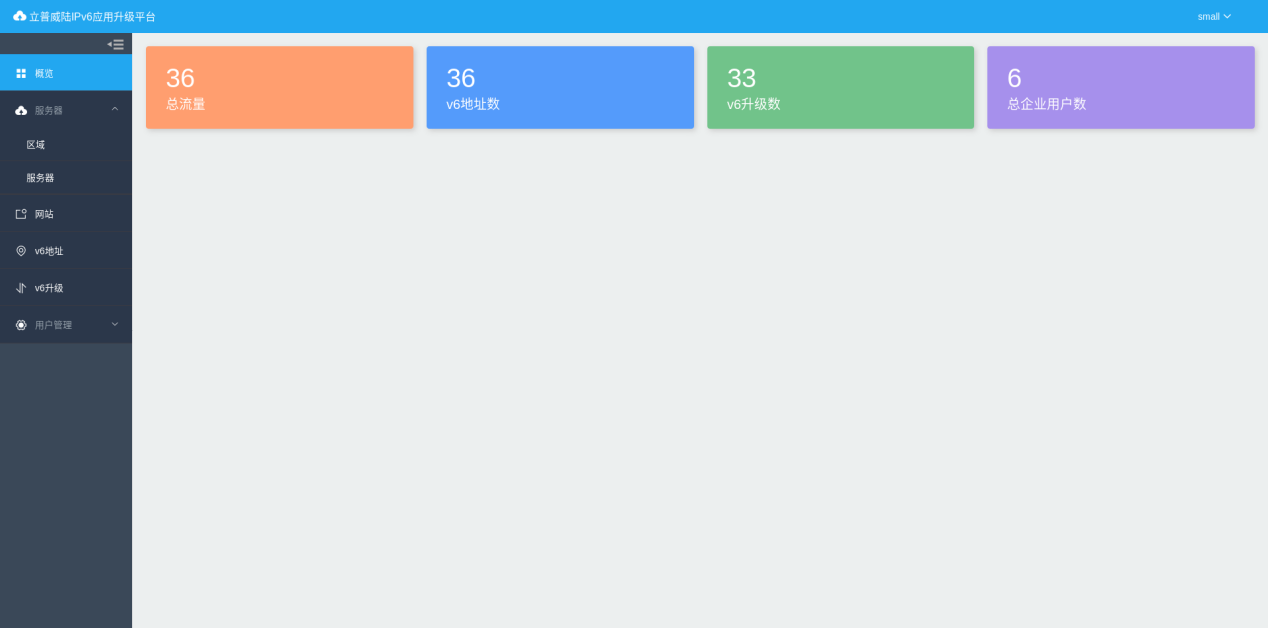 立普威陆IPv6应用升级平台
small
概览
服务器
区域
服务器
网站
v6地址
v6升级
用户管理
36
总流量
36
v6地址数
33
v6升级数
6
总企业用户数